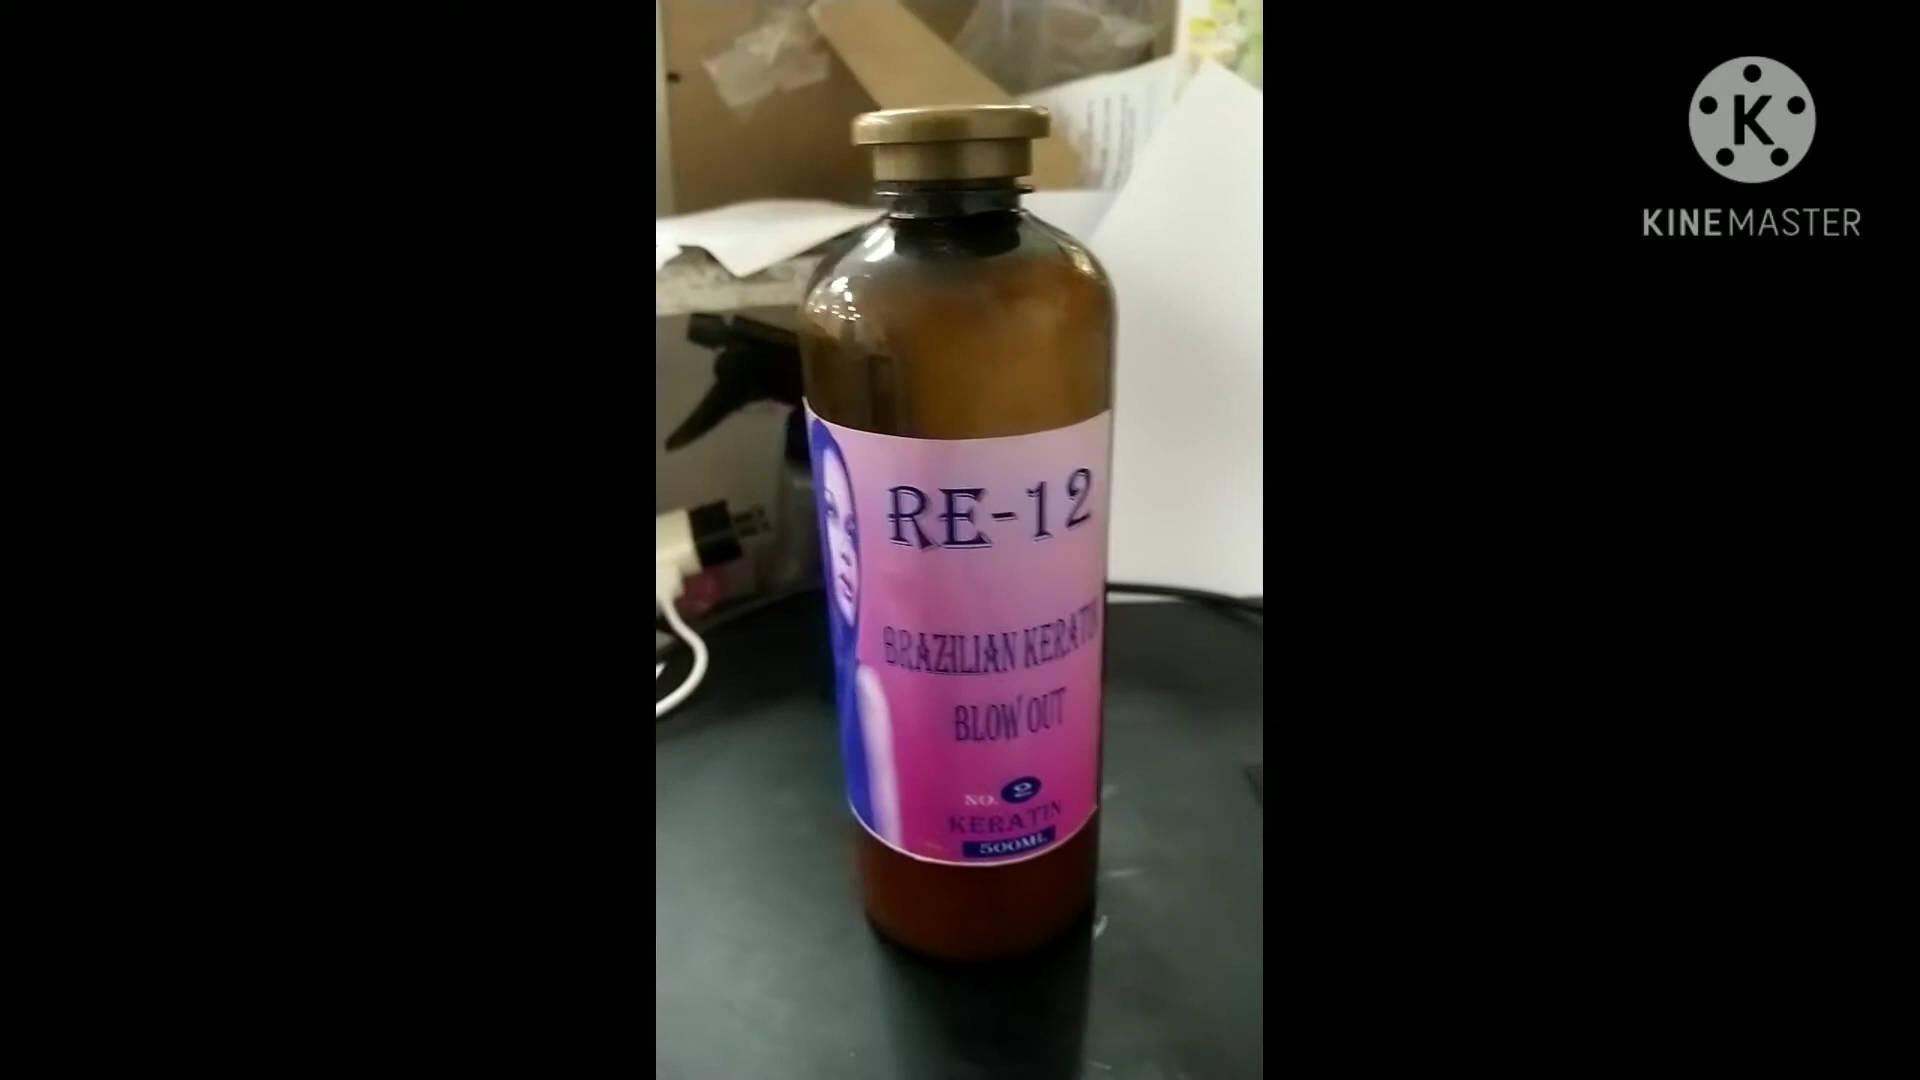 RE-12
BRAZILIAN KERATIN
BLOW OUT
NO. 2
KERATIN
500ML
K
KINEMASTER